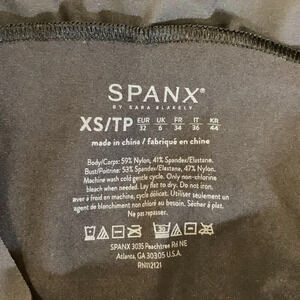 SPANX®
BY SARA BLAKELY
XS/TP EUR 32 UK 6 FR 34 IT 36 KR 44
made in china / fabriqué en chine
Body/Corps: 59% Nylon, 41% Spandex/Elastane.
Bust/Poitrine: 53% Spandex/Elastane, 47% Nylon.
Machine wash cold gentle cycle. Only non-chlorine
bleach when needed. Lay flat to dry. Do not iron.
aver à froid en machine, cycle délicat. Utiliser seulement un
agent de blanchiment non chloré au besoin. Sécher à plat.
Ne pas repasser.
SPANX 3035 Peachtree Rd NE
Atlanta, GA 30305 U.S.A.
RN112121